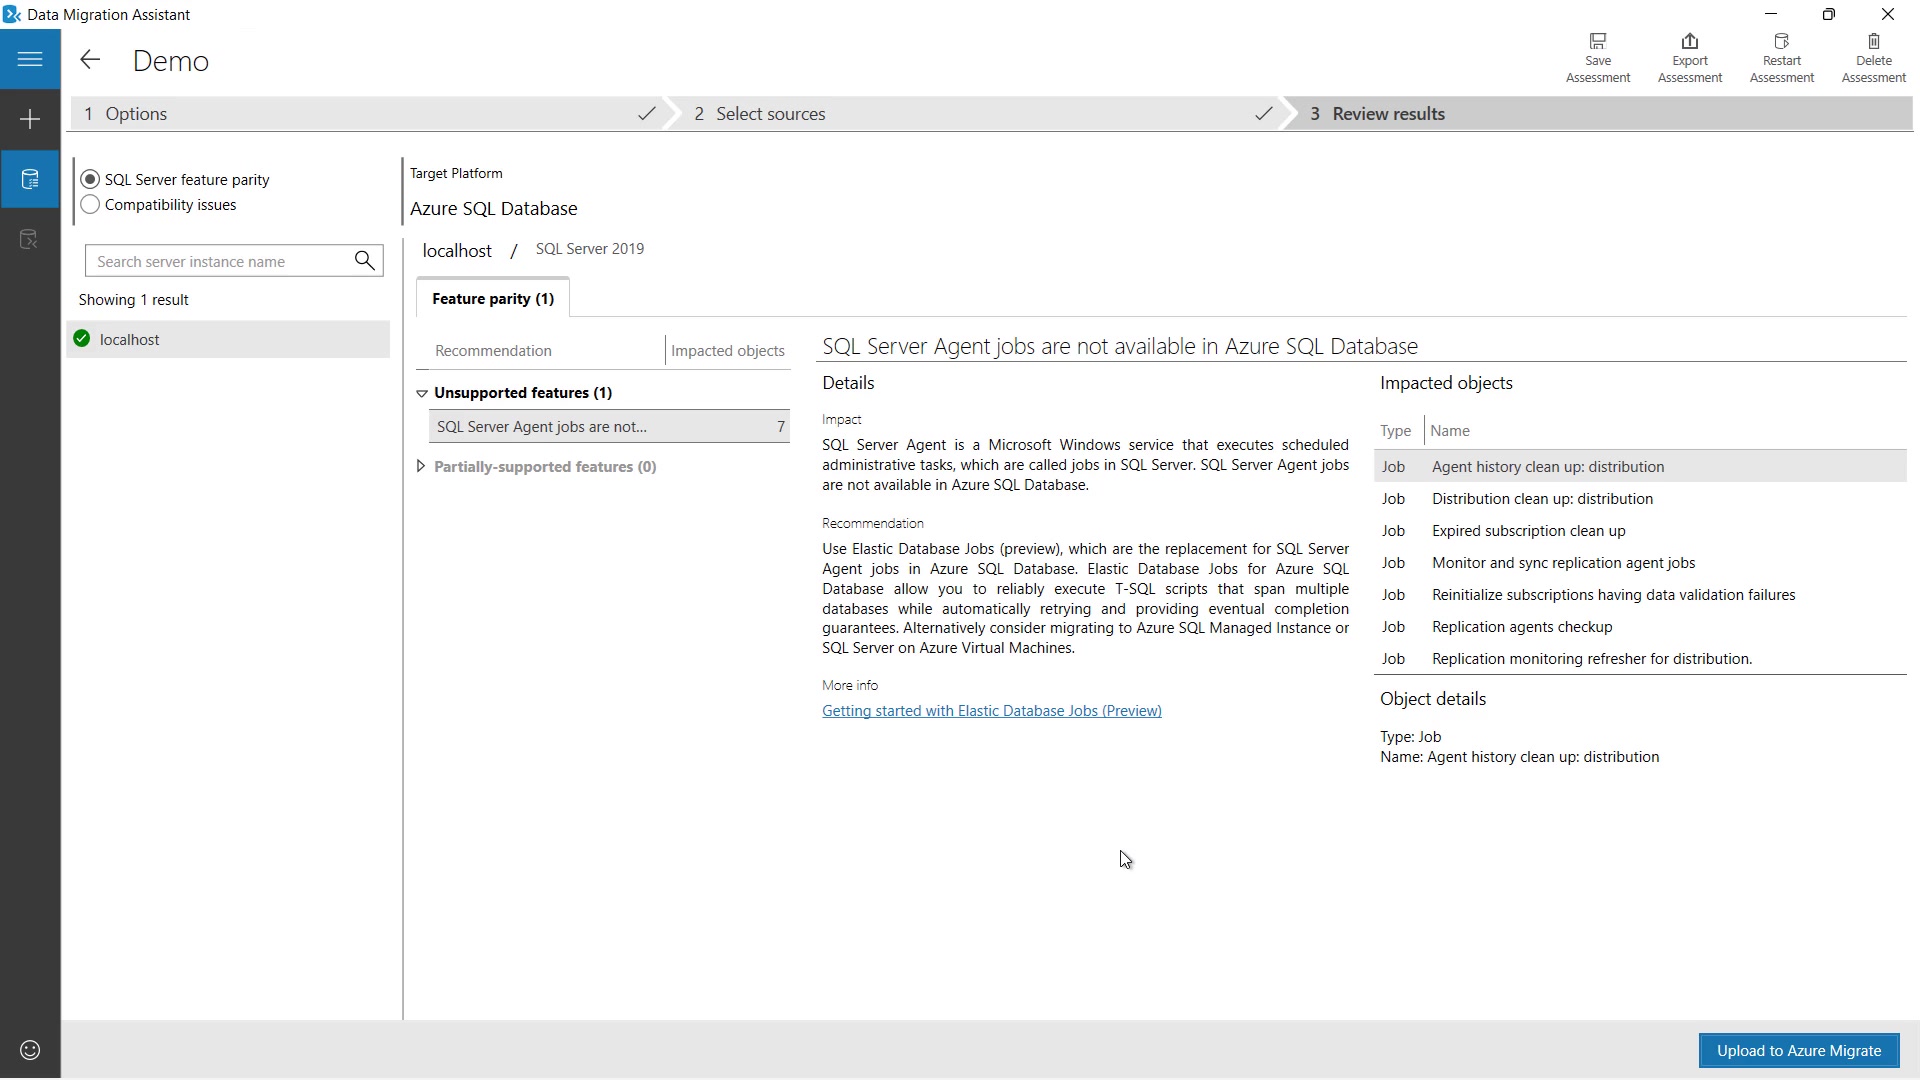 Data Migration Assistant
Demo
Save Assessment
Export Assessment
Restart Assessment
Delete Assessment
1 Options
2 Select sources
3 Review results
SQL Server feature parity
Compatibility issues
Target Platform
Azure SQL Database
Search server instance name
Showing 1 result
localhost
localhost / SQL Server 2019
Feature parity (1)
Recommendation Impacted objects
Unsupported features (1)
SQL Server Agent jobs are not... 7
Partially-supported features (0)
SQL Server Agent jobs are not available in Azure SQL Database
Details
Impact
SQL Server Agent is a Microsoft Windows service that executes scheduled
administrative tasks, which are called jobs in SQL Server. SQL Server Agent jobs
are not available in Azure SQL Database.
Recommendation
Use Elastic Database Jobs (preview), which are the replacement for SQL Server
Agent jobs in Azure SQL Database. Elastic Database Jobs for Azure SQL
Database allow you to reliably execute T-SQL scripts that span multiple
databases while automatically retrying and providing eventual completion
guarantees. Alternatively consider migrating to Azure SQL Managed Instance or
SQL Server on Azure Virtual Machines.
More info
Getting started with Elastic Database Jobs (Preview)
Impacted objects
Type Name
Job Agent history clean up: distribution
Job Distribution clean up: distribution
Job Expired subscription clean up
Job Monitor and sync replication agent jobs
Job Reinitialize subscriptions having data validation failures
Job Replication agents checkup
Job Replication monitoring refresher for distribution.
Object details
Type: Job
Name: Agent history clean up: distribution
Upload to Azure Migrate